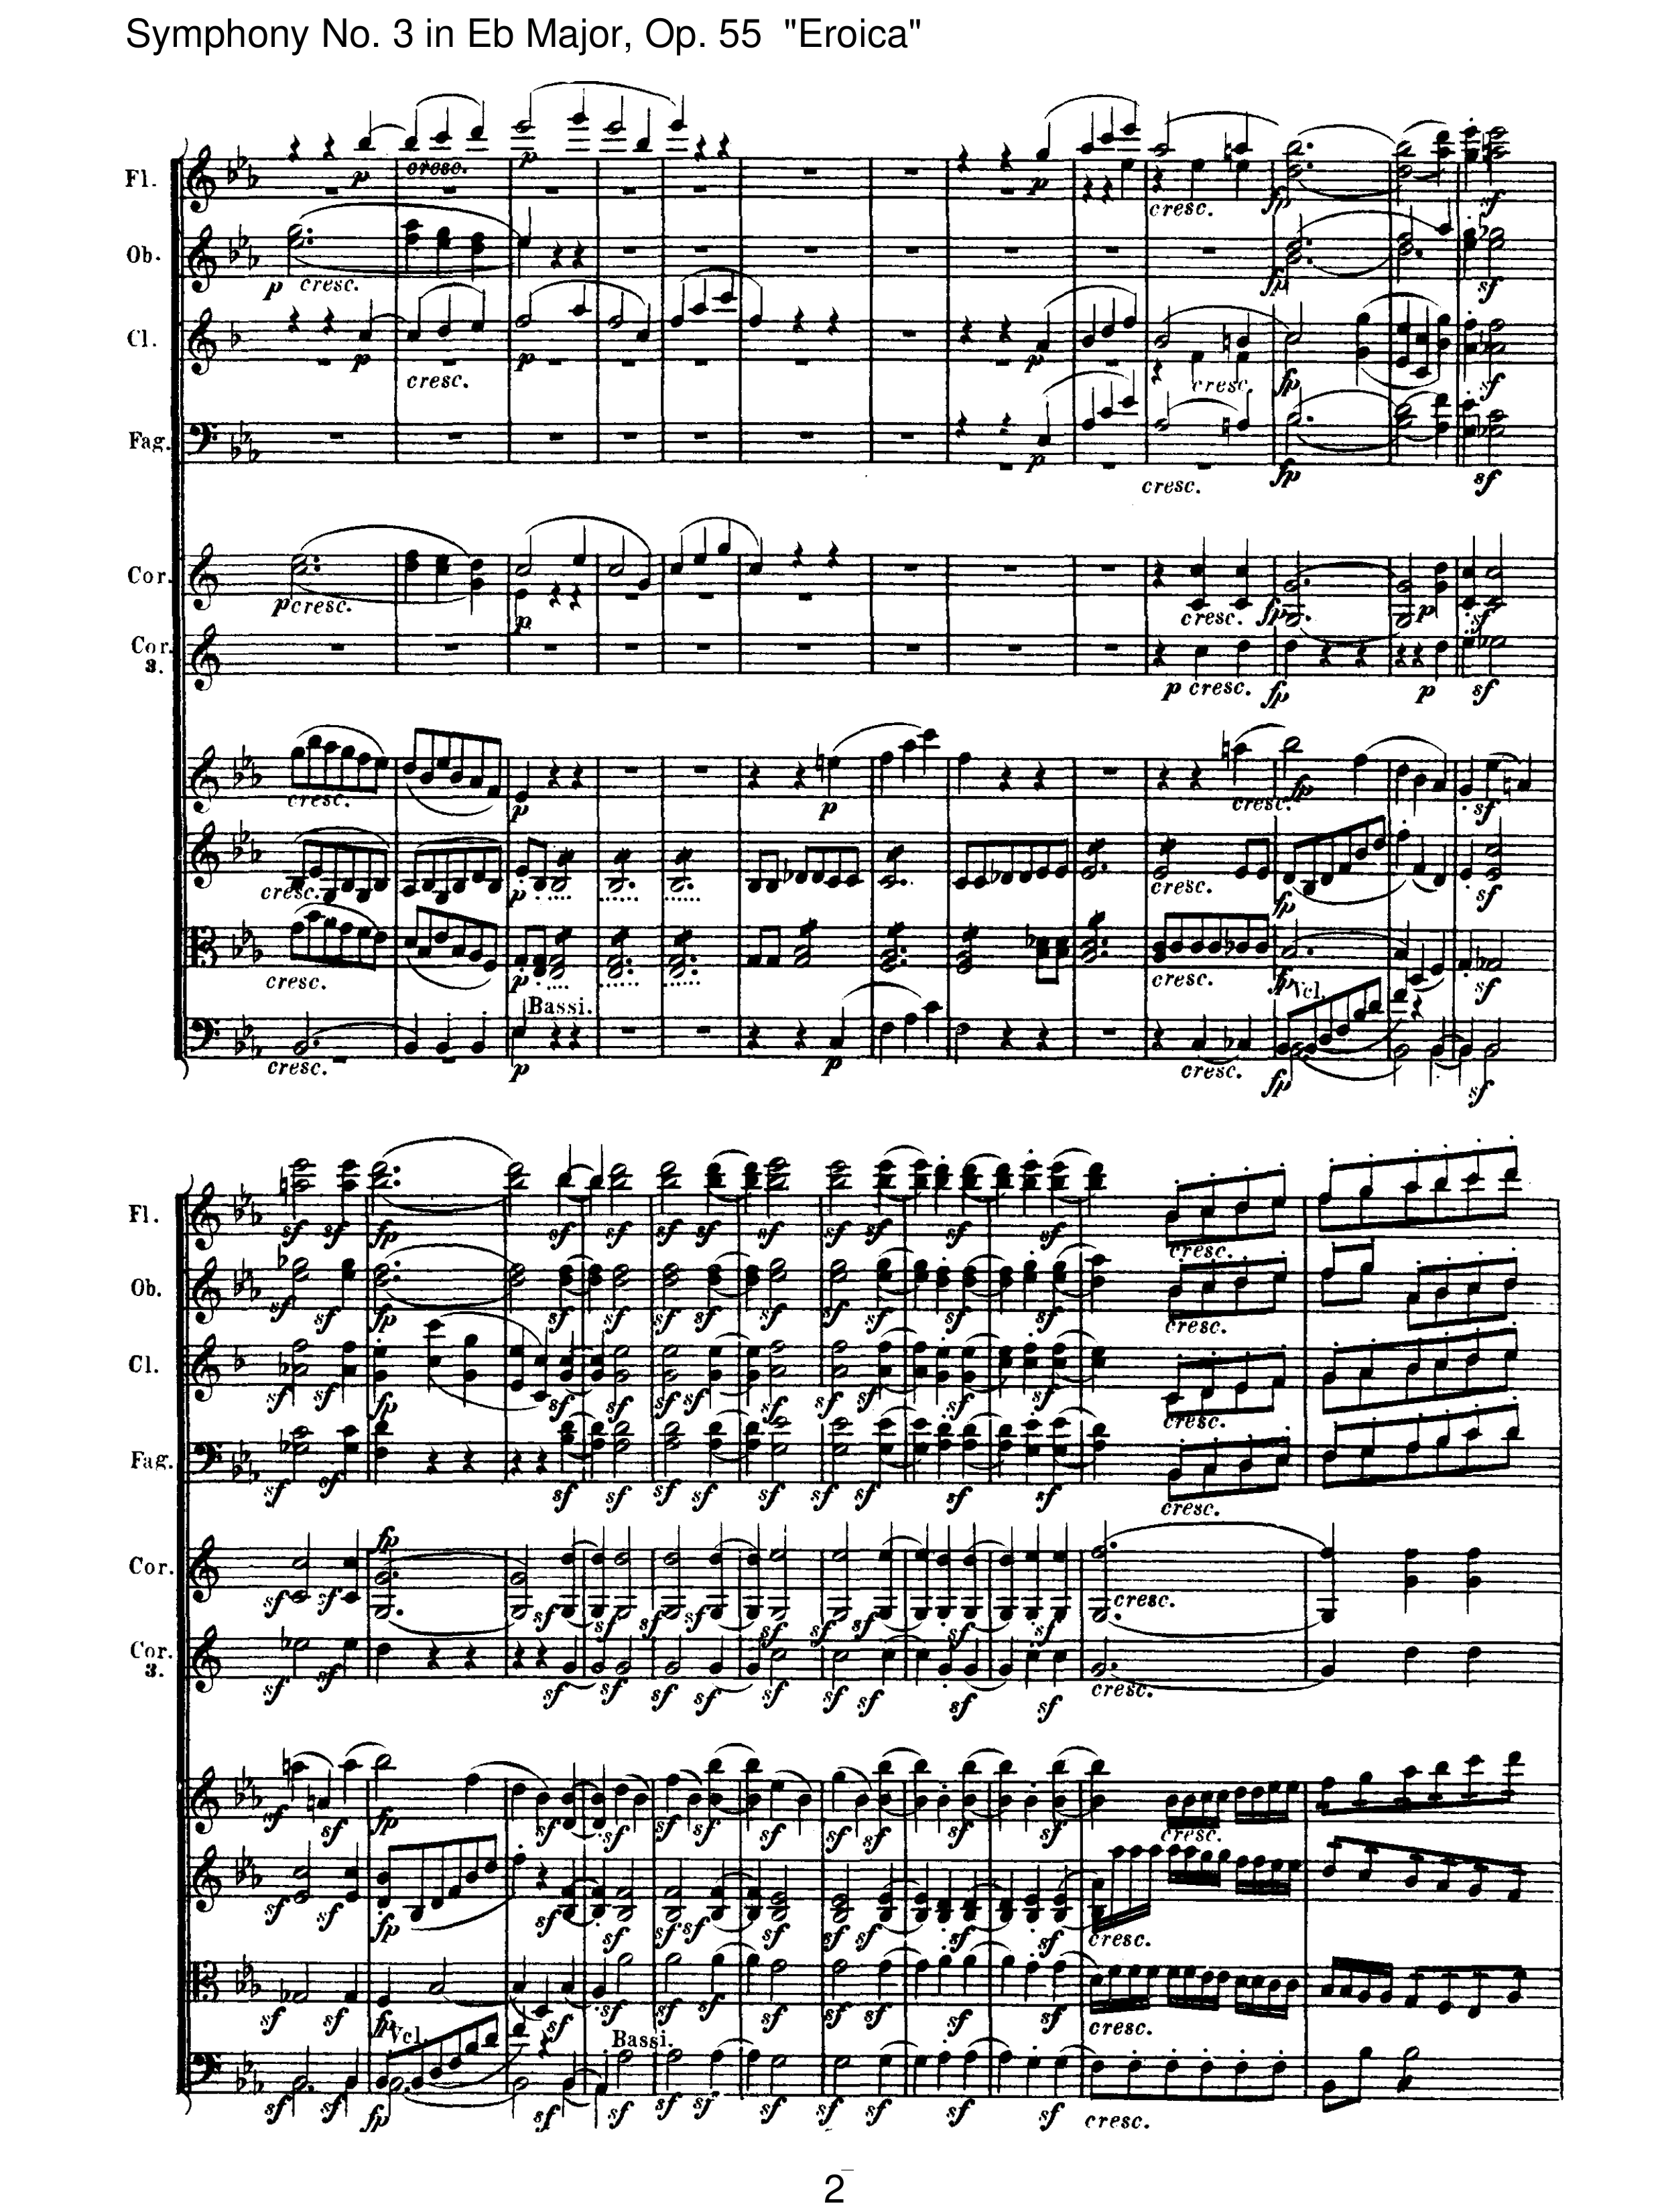 Symphony No. 3 in Eb Major, Op. 55 "Eroica"
Fl.
p cresc. p p cresc. fp sf
Ob.
p cresc. fp sf
Cl.
p cresc. p p cresc. fp sf
Fag.
p cresc. fp sf
Cor.
p cresc. p cresc. fp p sf
Cor. 3.
p cresc. fp p sf
cresc. p p cresc. fp sf
cresc. p cresc. fp sf
cresc. p cresc. fp sf
Bassi. Vcl.
cresc. p p cresc. fp sf
Fl.
sf sf fp sf sf sf sf sf sf sf sf sf cresc.
Ob.
sf sf fp sf sf sf sf sf sf sf sf sf cresc.
Cl.
sf sf fp sf sf sf sf sf sf sf sf sf cresc.
Fag.
sf sf sf sf sf sf sf sf sf sf sf cresc.
Cor.
sf sf fp sf sf sf sf sf sf sf sf sf cresc.
Cor. 3.
sf sf sf sf sf sf sf sf sf sf sf cresc.
sf sf fp sf sf sf sf sf sf sf sf sf cresc.
sf sf fp sf sf sf sf sf sf sf sf sf cresc.
sf sf fp sf sf sf sf sf sf sf sf sf cresc.
Vcl. Bassi.
sf sf fp sf sf sf sf sf sf sf sf sf cresc.
2